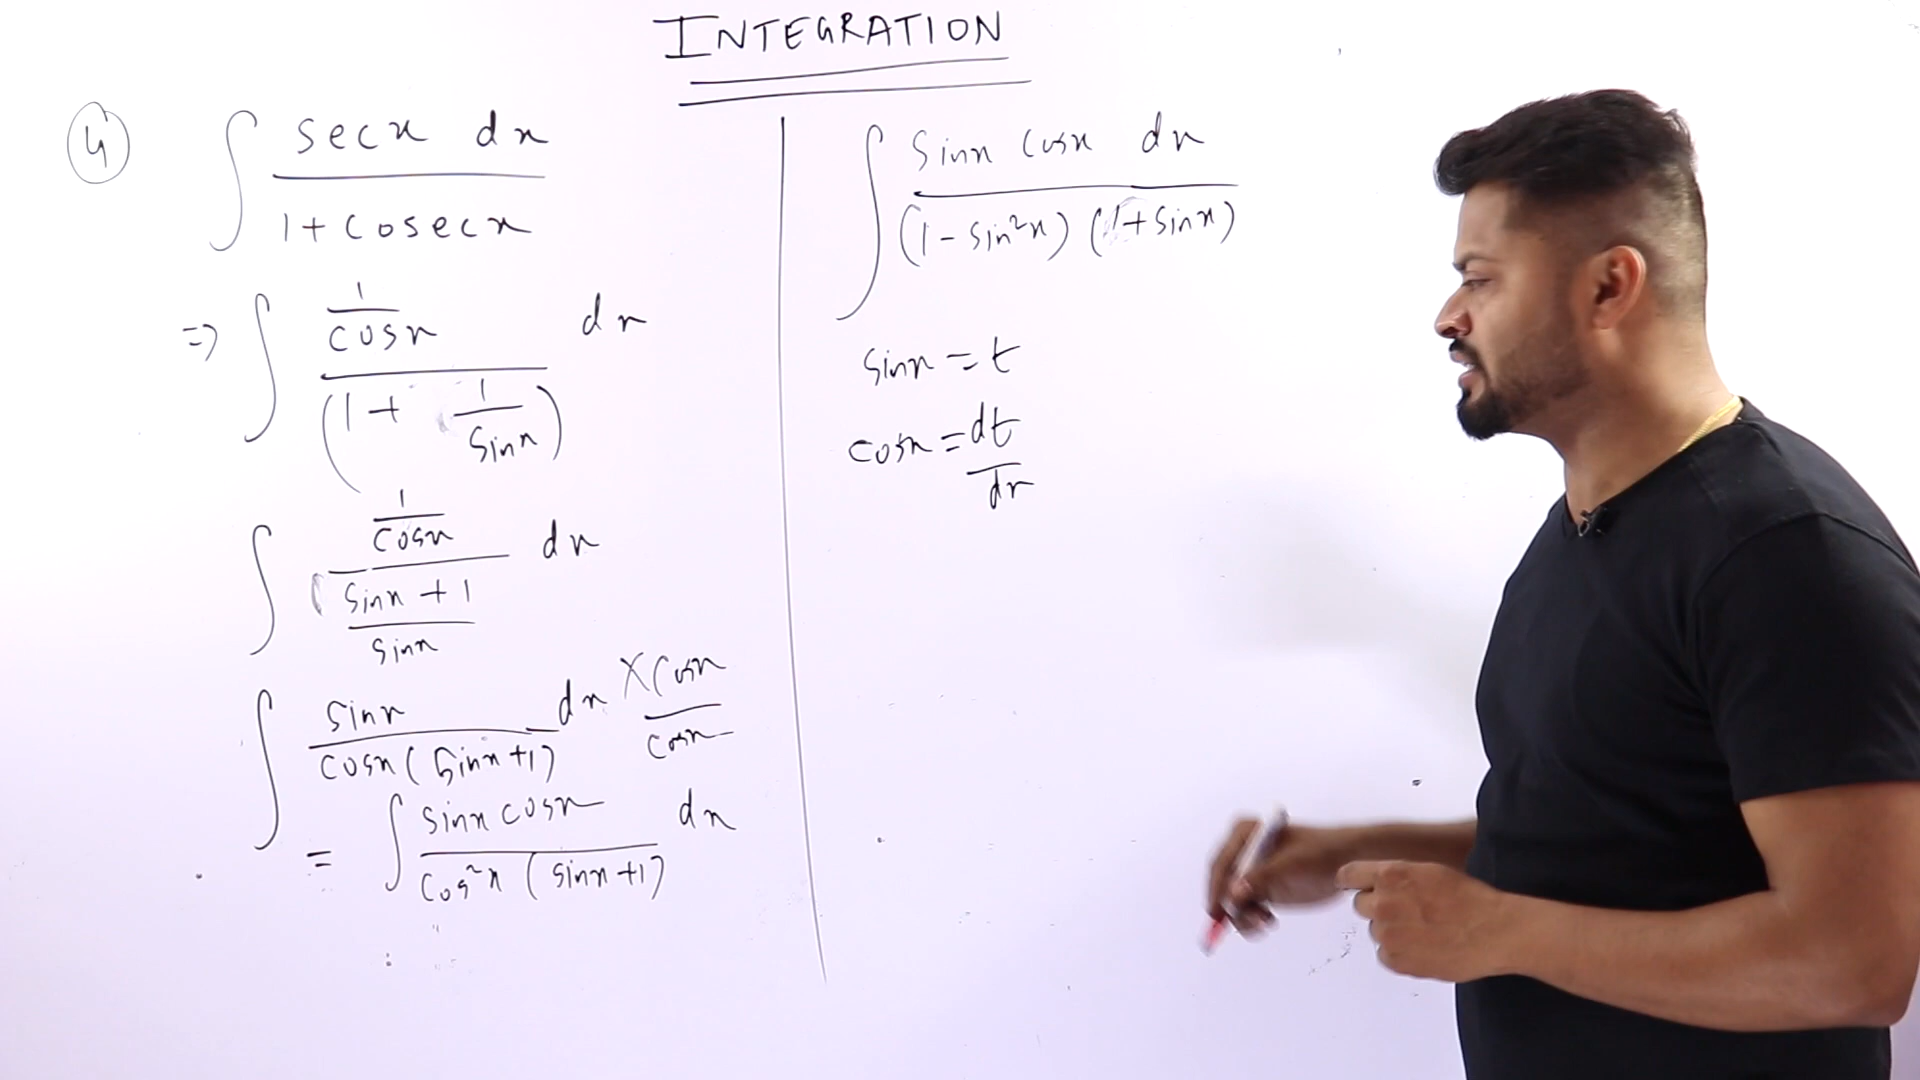 INTEGRATION
4
∫ secx dx / 1 + cosecx
=> ∫ (1/cosx) / (1 + 1/sinx) dx
∫ (1/cosx) / ((sinx + 1)/sinx) dx
∫ sinx / cosx (sinx + 1) dx × cosx / cosx
= ∫ sinx cosx / cos²x (sinx + 1) dx
∫ sinx cosx dx / (1 - sin²x) (1 + sinx)
sinx = t
cosx = dt/dx